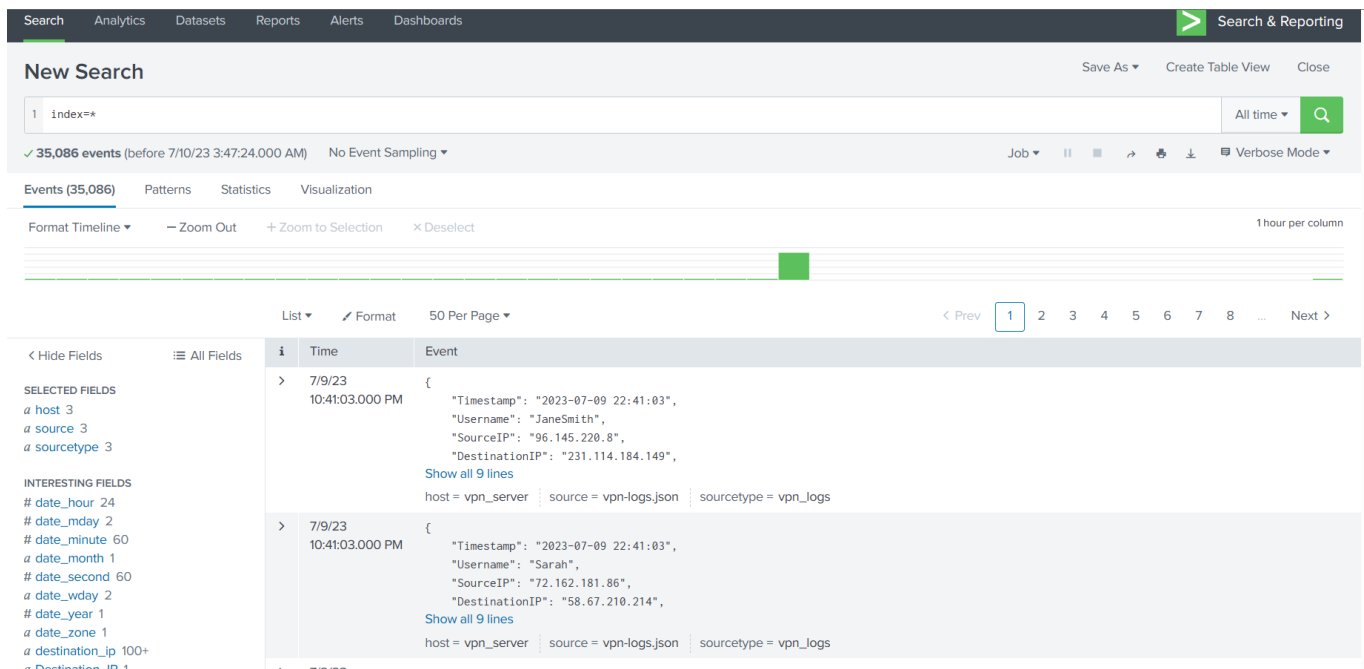 Search Analytics Datasets Reports Alerts Dashboards Search & Reporting
New Search Save As Create Table View Close
1 index=* All time
35,086 events (before 7/10/23 3:47:24.000 AM) No Event Sampling Job Verbose Mode
Events (35,086) Patterns Statistics Visualization
Format Timeline — Zoom Out + Zoom to Selection × Deselect 1 hour per column
List Format 50 Per Page < Prev 1 2 3 4 5 6 7 8 ... Next >
< Hide Fields All Fields i Time Event
SELECTED FIELDS
a host 3
a source 3
a sourcetype 3
INTERESTING FIELDS
# date_hour 24
# date_mday 2
# date_minute 60
a date_month 1
# date_second 60
a date_wday 2
# date_year 1
a date_zone 1
a destination_ip 100+
a Destination_IP 1
> 7/9/23 {
10:41:03.000 PM "Timestamp": "2023-07-09 22:41:03",
"Username": "JaneSmith",
"SourceIP": "96.145.220.8",
"DestinationIP": "231.114.184.149",
Show all 9 lines
host = vpn_server source = vpn-logs.json sourcetype = vpn_logs
> 7/9/23 {
10:41:03.000 PM "Timestamp": "2023-07-09 22:41:03",
"Username": "Sarah",
"SourceIP": "72.162.181.86",
"DestinationIP": "58.67.210.214",
Show all 9 lines
host = vpn_server source = vpn-logs.json sourcetype = vpn_logs